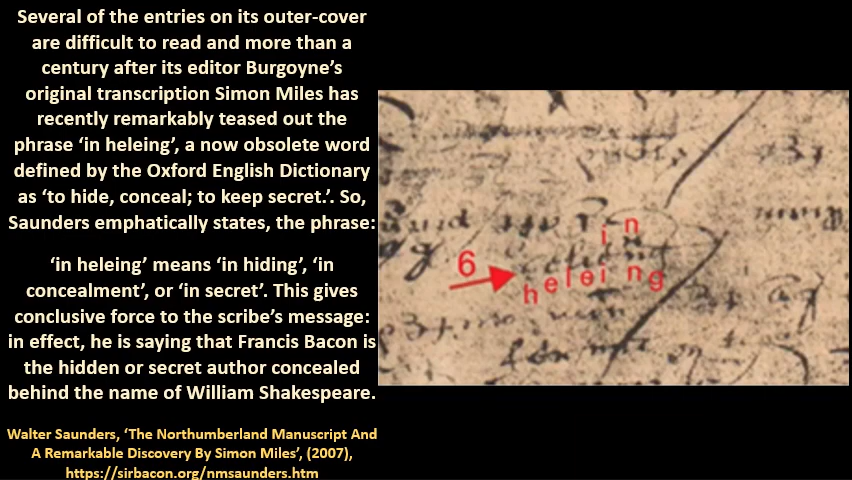 Several of the entries on its outer-cover
are difficult to read and more than a
century after its editor Burgoyne’s
original transcription Simon Miles has
recently remarkably teased out the
phrase ‘in heleing’, a now obsolete word
defined by the Oxford English Dictionary
as ‘to hide, conceal; to keep secret.’. So,
Saunders emphatically states, the phrase:
‘in heleing’ means ‘in hiding’, ‘in
concealment’, or ‘in secret’. This gives
conclusive force to the scribe’s message:
in effect, he is saying that Francis Bacon is
the hidden or secret author concealed
behind the name of William Shakespeare.
Walter Saunders, ‘The Northumberland Manuscript And
A Remarkable Discovery By Simon Miles’, (2007),
https://sirbacon.org/nmsaunders.htm
in
6
heleing